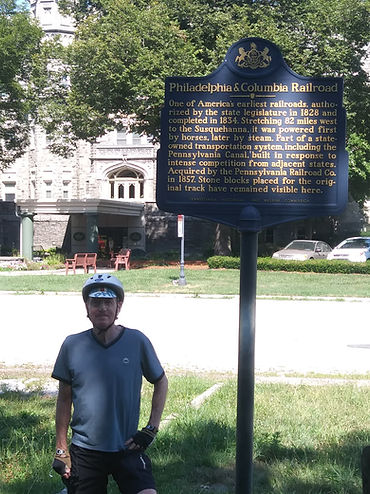 Philadelphia & Columbia Railroad
One of America's earliest railroads, autho-
rized by the state legislature in 1828 and
completed in 1834. Stretching 82 miles west
to the Susquehanna, it was powered first
by horses, later by steam. Part of a state-
owned transportation system, including the
Pennsylvania Canal, built in response to
intense competition from adjacent states.
Acquired by the Pennsylvania Railroad Co.
in 1857. Stone blocks placed for the orig-
inal track have remained visible here.